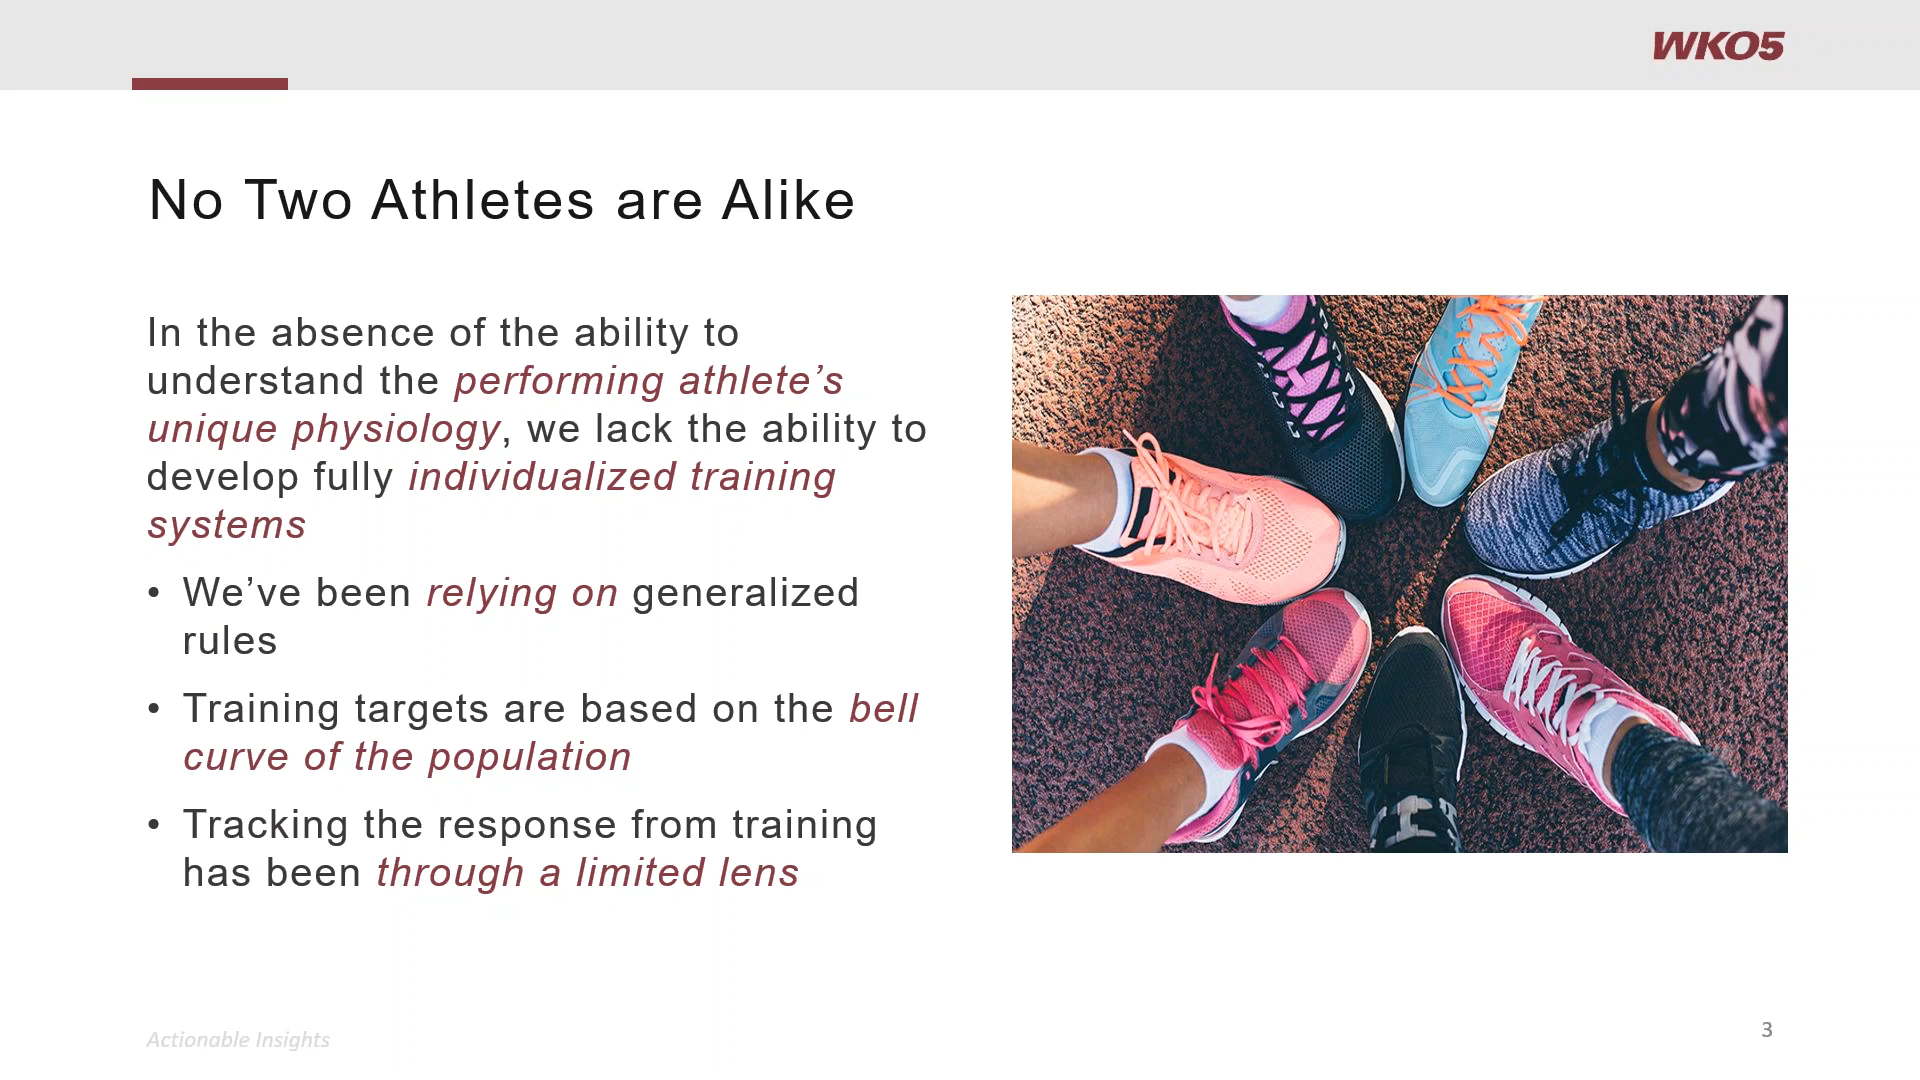 WKO5
No Two Athletes are Alike
In the absence of the ability to
understand the performing athlete’s
unique physiology, we lack the ability to
develop fully individualized training
systems
• We’ve been relying on generalized
rules
• Training targets are based on the bell
curve of the population
• Tracking the response from training
has been through a limited lens
Actionable Insights
3